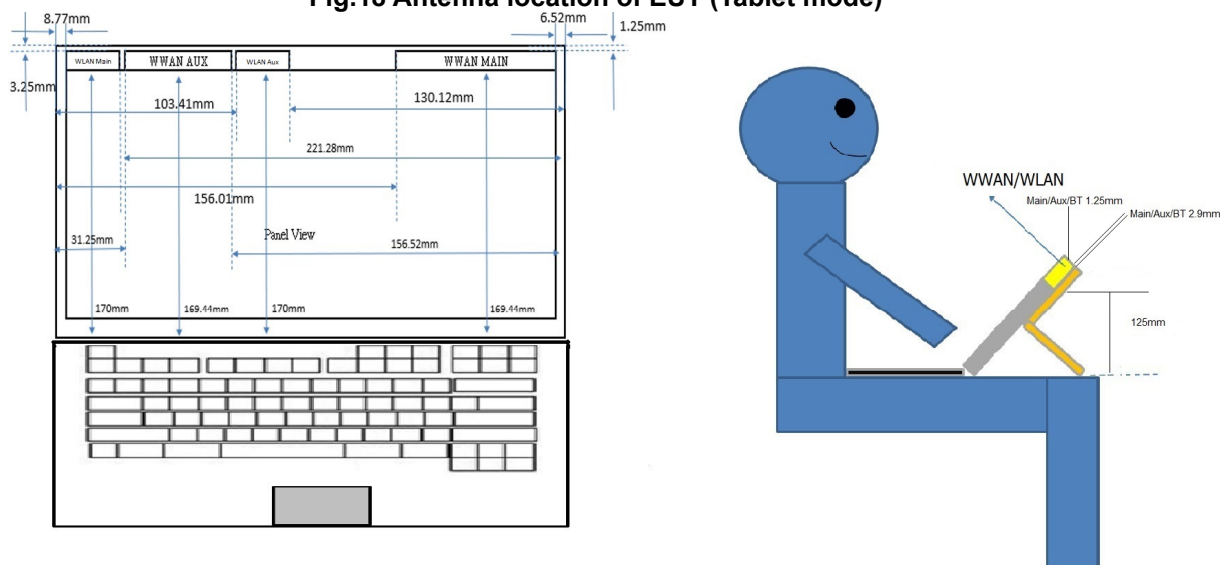 Antenna location of EUT (Tablet mode)
8.77mm
6.52mm
1.25mm
WLAN Main
WWAN AUX
WLAN Aux
WWAN MAIN
3.25mm
103.41mm
130.12mm
221.28mm
156.01mm
31.25mm
Panel View
156.52mm
170mm
169.44mm
170mm
169.44mm
WWAN/WLAN
Main/Aux/BT 1.25mm
Main/Aux/BT 2.9mm
125mm